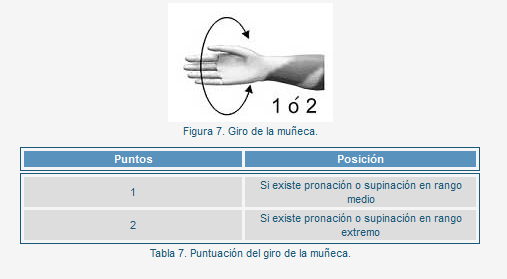 1 ó 2
Figura 7. Giro de la muñeca.
Puntos Posición
1 Si existe pronación o supinación en rango
medio
2 Si existe pronación o supinación en rango
extremo
Tabla 7. Puntuación del giro de la muñeca.